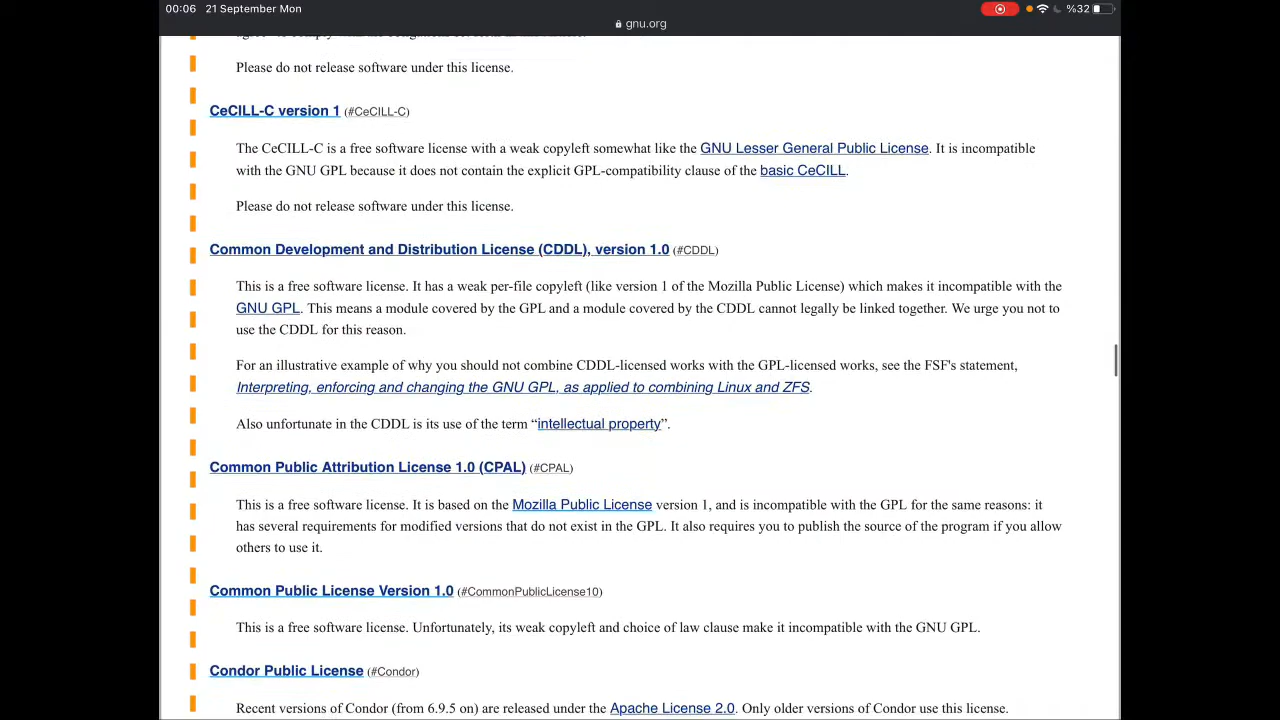 00:06 21 September Mon
%32
gnu.org
Please do not release software under this license.
CeCILL-C version 1 (#CeCILL-C)
The CeCILL-C is a free software license with a weak copyleft somewhat like the GNU Lesser General Public License. It is incompatible
with the GNU GPL because it does not contain the explicit GPL-compatibility clause of the basic CeCILL.
Please do not release software under this license.
Common Development and Distribution License (CDDL), version 1.0 (#CDDL)
This is a free software license. It has a weak per-file copyleft (like version 1 of the Mozilla Public License) which makes it incompatible with the
GNU GPL. This means a module covered by the GPL and a module covered by the CDDL cannot legally be linked together. We urge you not to
use the CDDL for this reason.
For an illustrative example of why you should not combine CDDL-licensed works with the GPL-licensed works, see the FSF's statement,
Interpreting, enforcing and changing the GNU GPL, as applied to combining Linux and ZFS.
Also unfortunate in the CDDL is its use of the term “intellectual property”.
Common Public Attribution License 1.0 (CPAL) (#CPAL)
This is a free software license. It is based on the Mozilla Public License version 1, and is incompatible with the GPL for the same reasons: it
has several requirements for modified versions that do not exist in the GPL. It also requires you to publish the source of the program if you allow
others to use it.
Common Public License Version 1.0 (#CommonPublicLicense10)
This is a free software license. Unfortunately, its weak copyleft and choice of law clause make it incompatible with the GNU GPL.
Condor Public License (#Condor)
Recent versions of Condor (from 6.9.5 on) are released under the Apache License 2.0. Only older versions of Condor use this license.